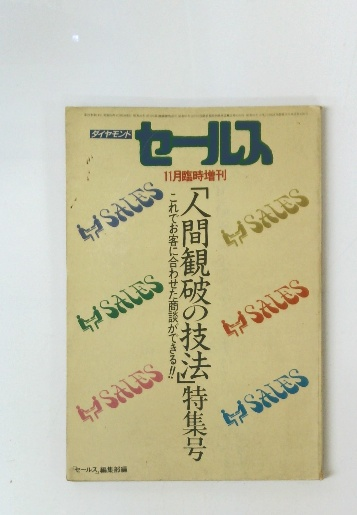 ダイヤモンド
セールス
11月臨時増刊
「人間観破の技法」特集号
これでお客に合わせた商談ができる!!
SALES
SALES
SALES
SALES
SALES
SALES
「セールス」編集部編